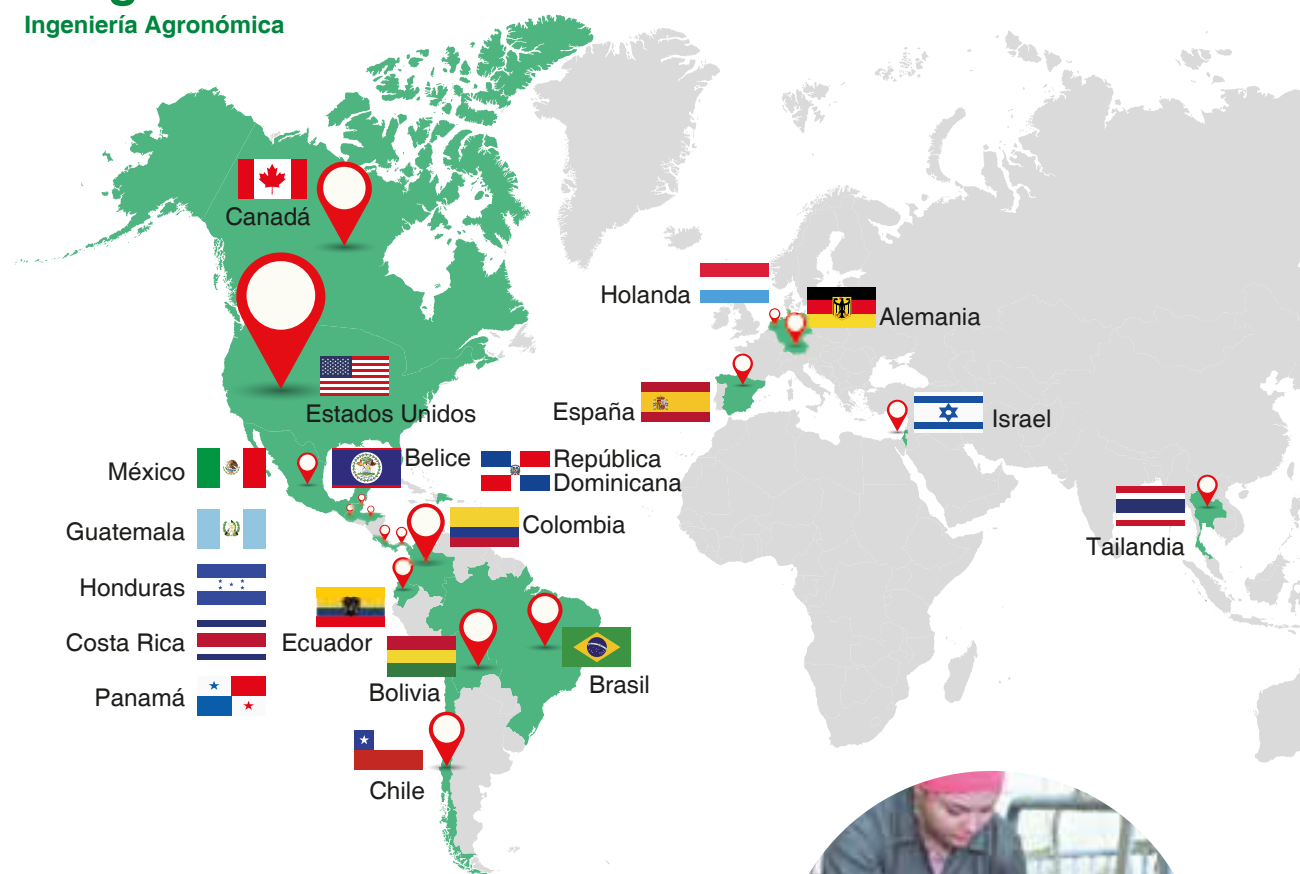 Ingeniería Agronómica
Canadá
Holanda
Alemania
Estados Unidos
España
Israel
México
Belice
República
Dominicana
Guatemala
Colombia
Tailandia
Honduras
Costa Rica
Ecuador
Panamá
Bolivia
Brasil
Chile